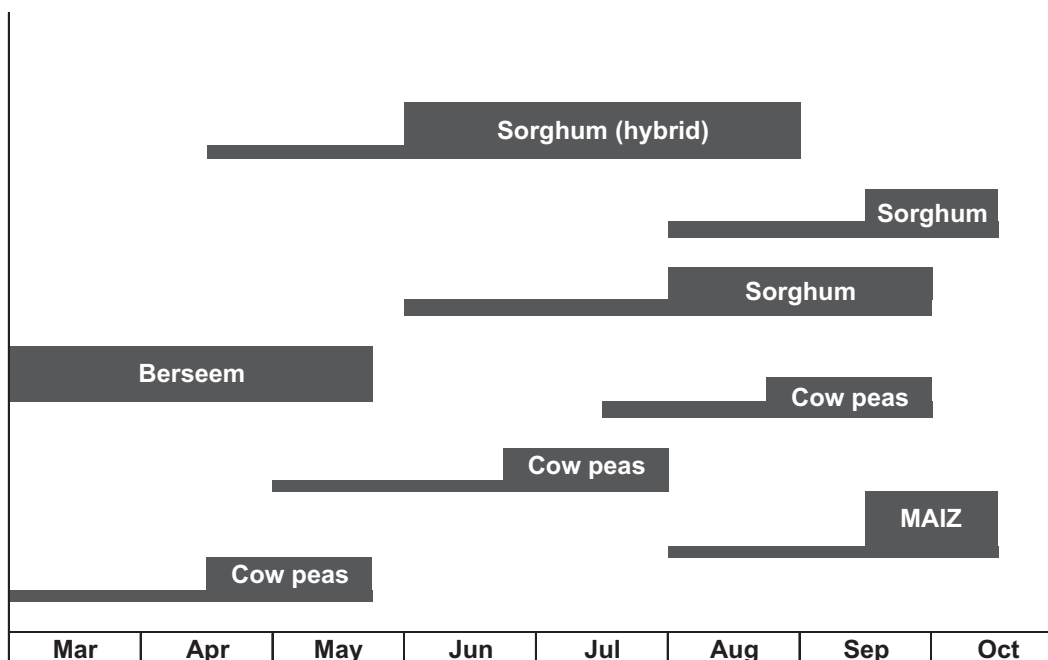 Sorghum (hybrid)
Sorghum
Sorghum
Berseem
Cow peas
Cow peas
MAIZ
Cow peas
Mar Apr May Jun Jul Aug Sep Oct